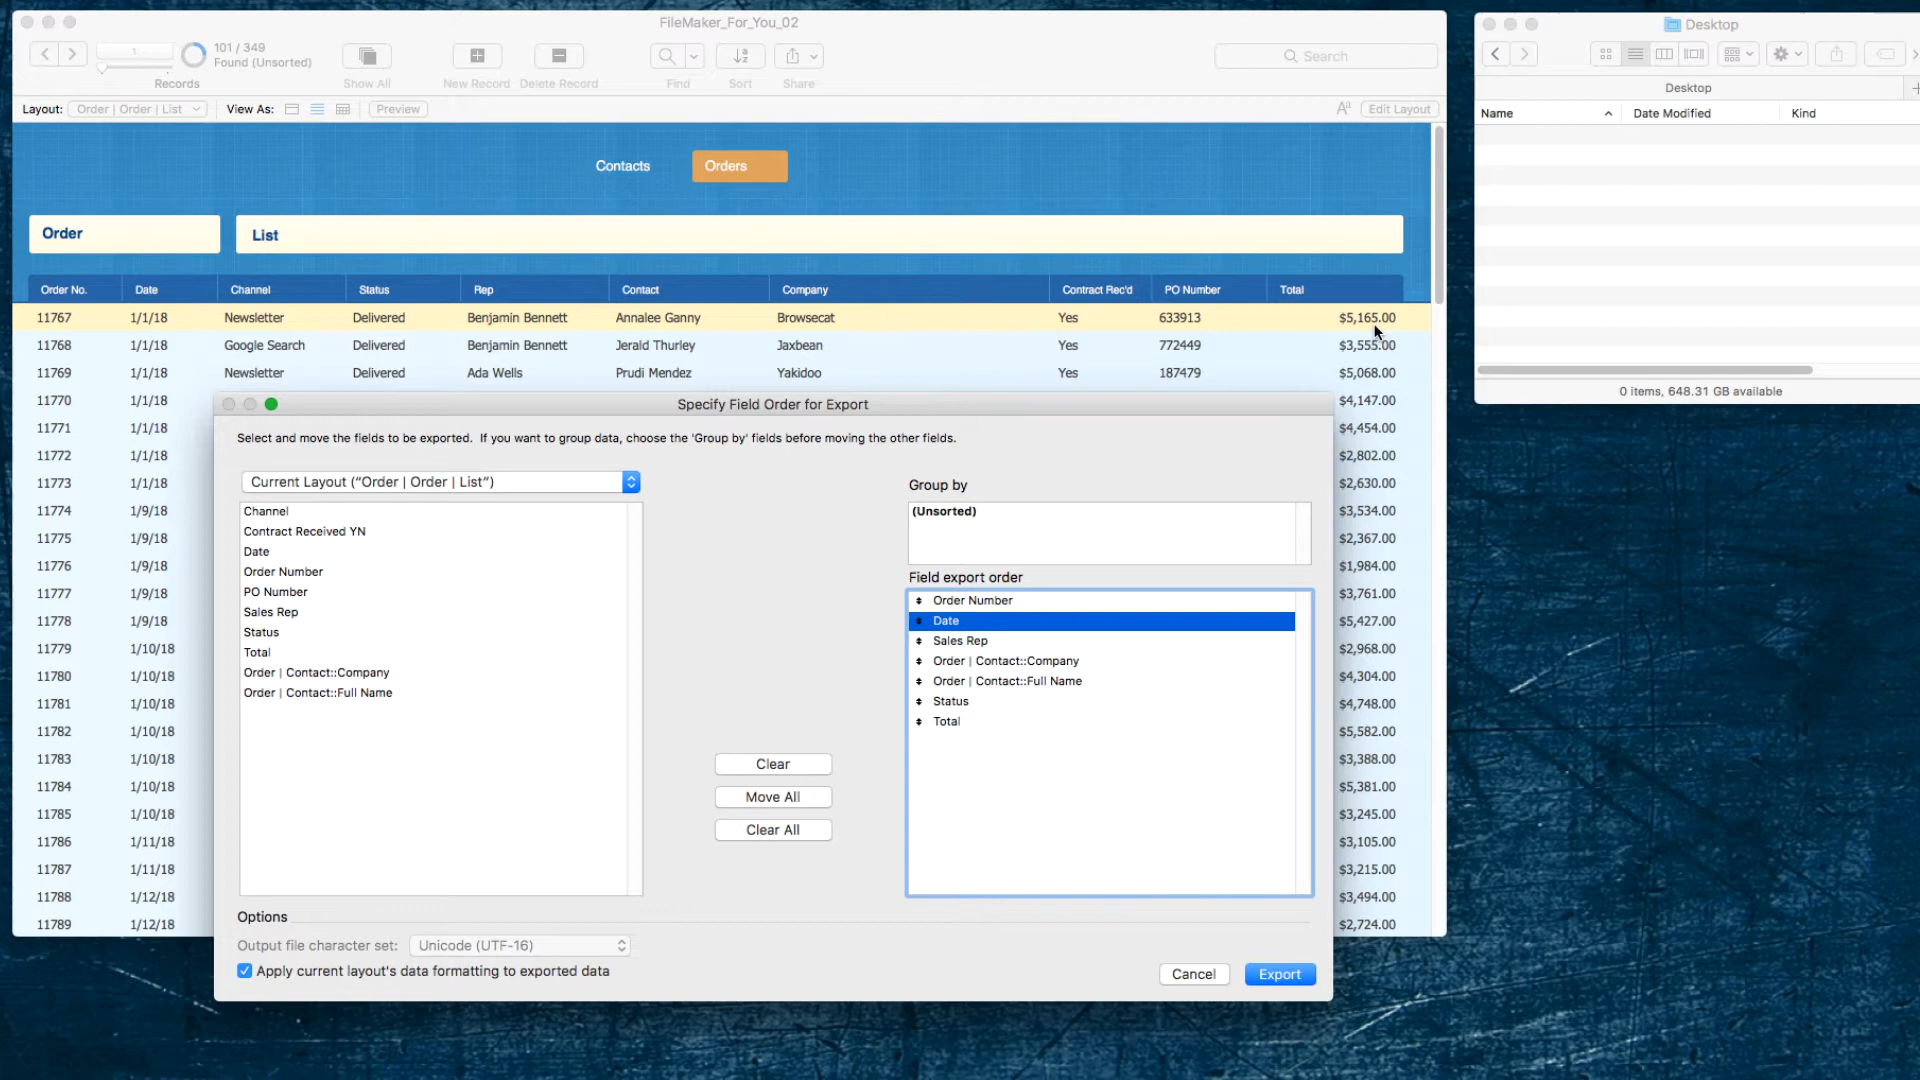 FileMaker_For_You_02
1
101 / 349
Found (Unsorted)
Records
Show All
New Record
Delete Record
Find
Sort
Share
Search
Layout: Order | Order | List
View As:
Preview
Aa
Edit Layout
Contacts
Orders
Order
List
Order No. Date Channel Status Rep Contact Company Contract Rec'd PO Number Total
11767 1/1/18 Newsletter Delivered Benjamin Bennett Annalee Ganny Browsecat Yes 633913 $5,165.00
11768 1/1/18 Google Search Delivered Benjamin Bennett Jerald Thurley Jaxbean Yes 772449 $3,555.00
11769 1/1/18 Newsletter Delivered Ada Wells Prudi Mendez Yakidoo Yes 187479 $5,068.00
11770 1/1/18 $4,147.00
11771 1/1/18 $4,454.00
11772 1/1/18 $2,802.00
11773 1/1/18 $2,630.00
11774 1/9/18 $3,534.00
11775 1/9/18 $2,367.00
11776 1/9/18 $1,984.00
11777 1/9/18 $3,761.00
11778 1/9/18 $5,427.00
11779 1/10/18 $2,968.00
11780 1/10/18 $4,304.00
11781 1/10/18 $4,748.00
11782 1/10/18 $5,582.00
11783 1/10/18 $3,388.00
11784 1/10/18 $5,381.00
11785 1/10/18 $3,245.00
11786 1/11/18 $3,105.00
11787 1/11/18 $3,215.00
11788 1/12/18 $3,494.00
11789 1/12/18 $2,724.00
Specify Field Order for Export
Select and move the fields to be exported. If you want to group data, choose the 'Group by' fields before moving the other fields.
Current Layout (“Order | Order | List”)
Channel
Contract Received YN
Date
Order Number
PO Number
Sales Rep
Status
Total
Order | Contact::Company
Order | Contact::Full Name
Clear
Move All
Clear All
Group by
(Unsorted)
Field export order
Order Number
Date
Sales Rep
Order | Contact::Company
Order | Contact::Full Name
Status
Total
Options
Output file character set: Unicode (UTF-16)
Apply current layout's data formatting to exported data
Cancel
Export
Desktop
Desktop
Name Date Modified Kind
0 items, 648.31 GB available